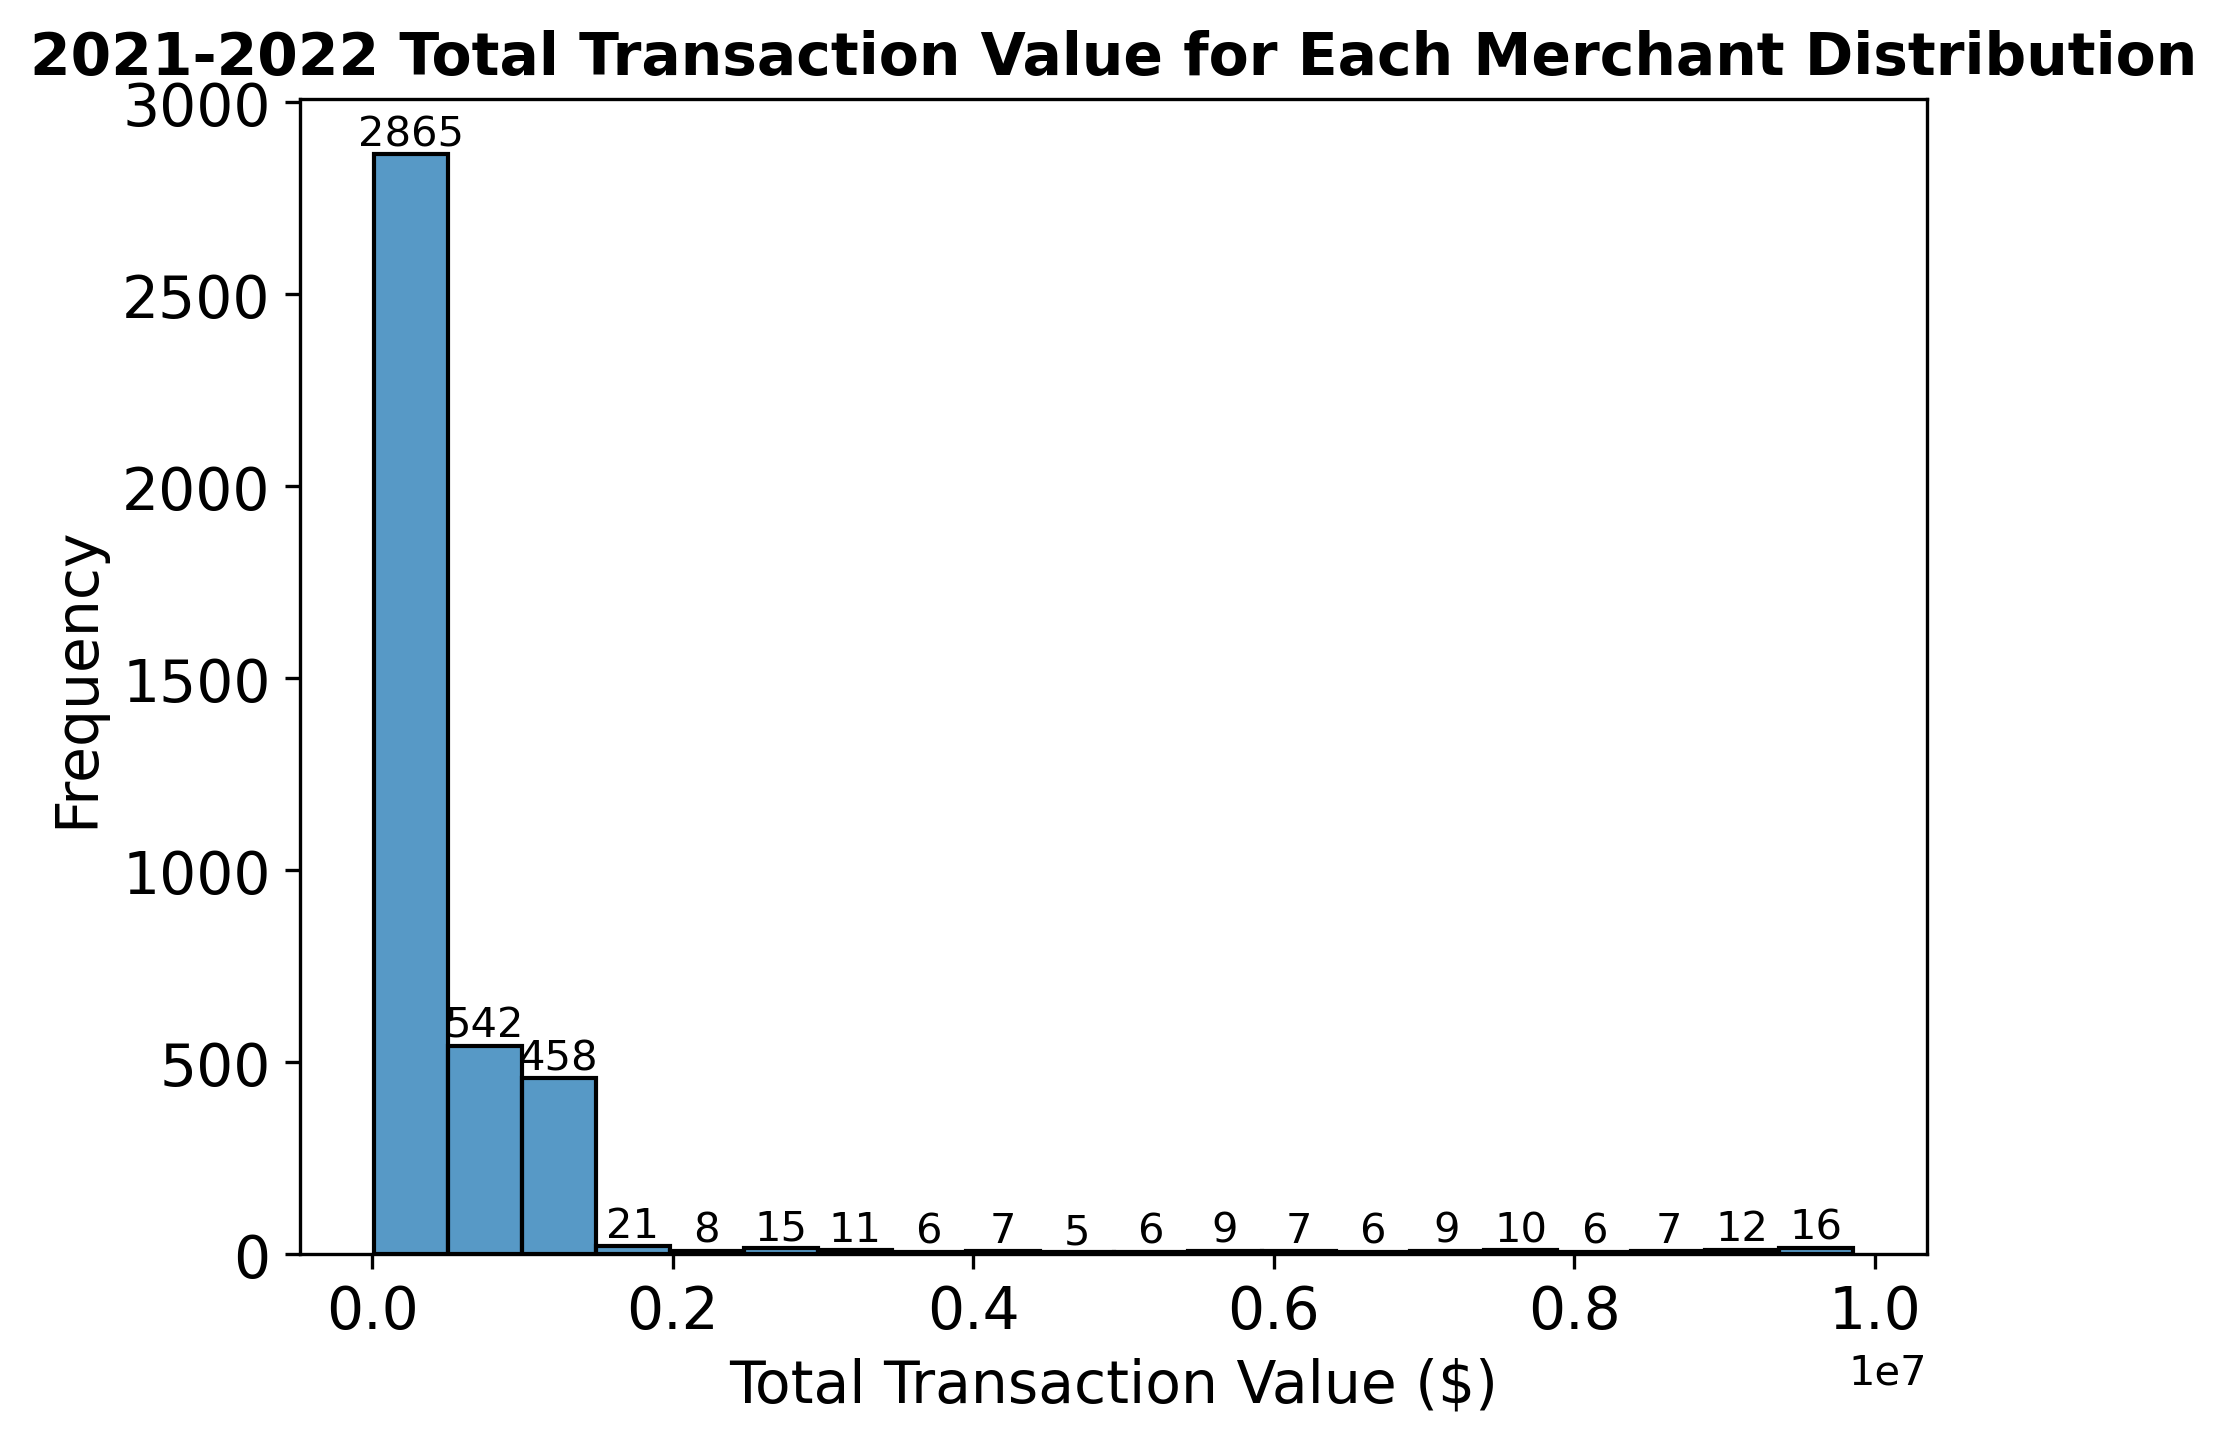 2021-2022 Total Transaction Value for Each Merchant Distribution
3000
2500
2000
1500
1000
500
0
Frequency
2865
542
458
21 8 15 11 6 7 5 6 9 7 6 9 10 6 7 12 16
0.0 0.2 0.4 0.6 0.8 1.0
1e7
Total Transaction Value ($)